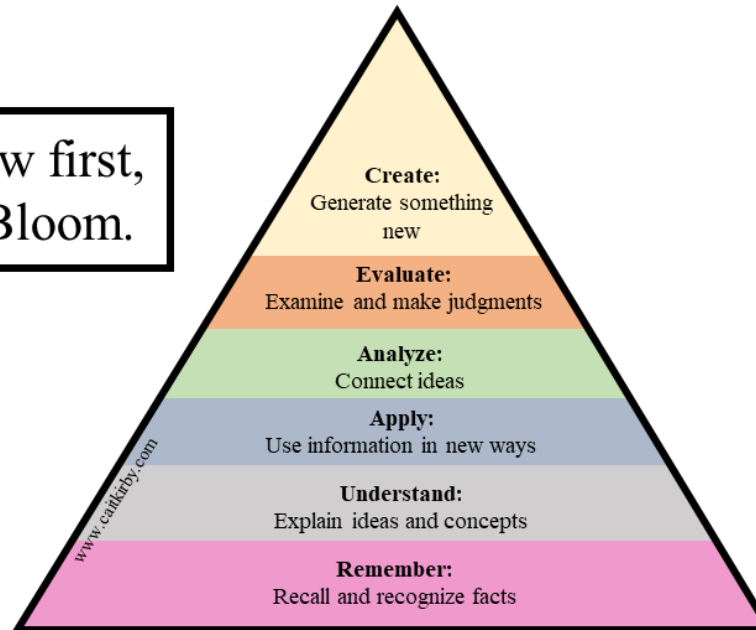 w first,
Bloom.
Create:
Generate something
new
Evaluate:
Examine and make judgments
Analyze:
Connect ideas
Apply:
Use information in new ways
www.caitkirby.com
Understand:
Explain ideas and concepts
Remember:
Recall and recognize facts